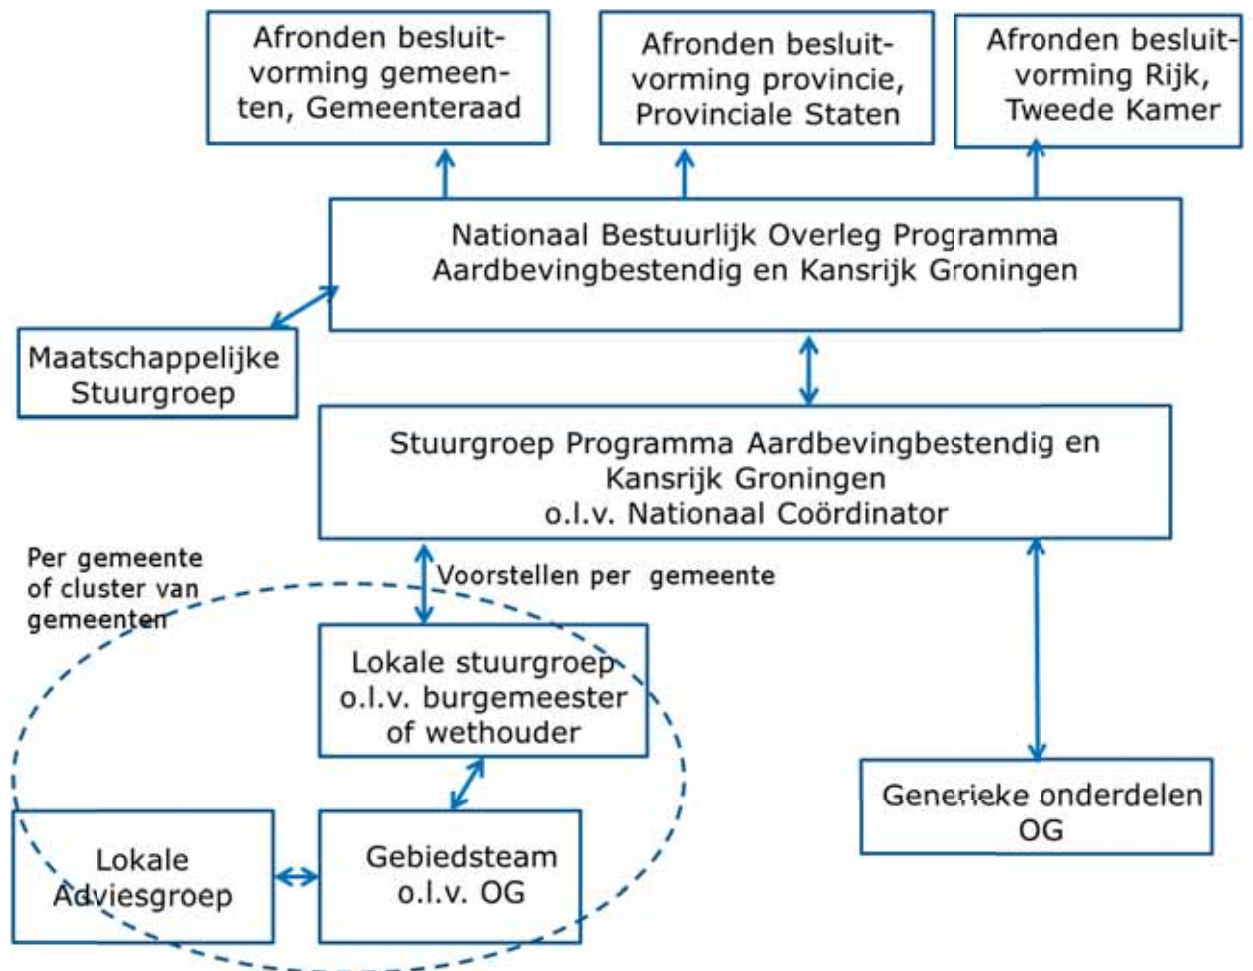 Afronden besluit-
vorming gemeen-
ten, Gemeenteraad
Afronden besluit-
vorming provincie,
Provinciale Staten
Afronden besluit-
vorming Rijk,
Tweede Kamer
Nationaal Bestuurlijk Overleg Programma
Aardbevingbestendig en Kansrijk Groningen
Maatschappelijke
Stuurgroep
Stuurgroep Programma Aardbevingbestendig en
Kansrijk Groningen
o.l.v. Nationaal Coördinator
Per gemeente
of cluster van
gemeenten
Voorstellen per gemeente
Lokale stuurgroep
o.l.v. burgemeester
of wethouder
Generieke onderdelen
OG
Lokale
Adviesgroep
Gebiedsteam
o.l.v. OG